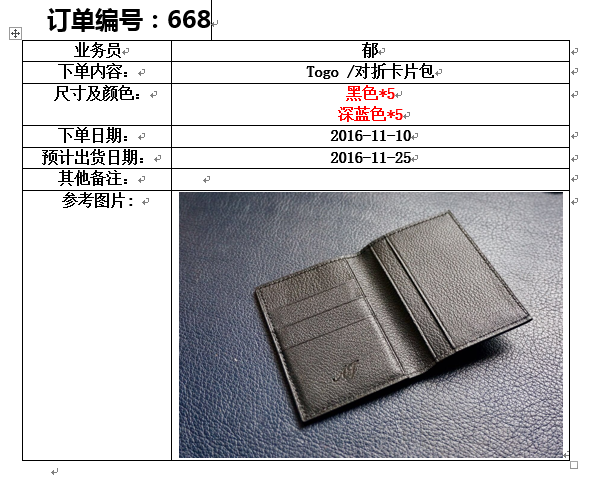 订单编号：668
业务员 郁
下单内容： Togo /对折卡片包
尺寸及颜色： 黑色*5
深蓝色*5
下单日期： 2016-11-10
预计出货日期： 2016-11-25
其他备注：
参考图片: